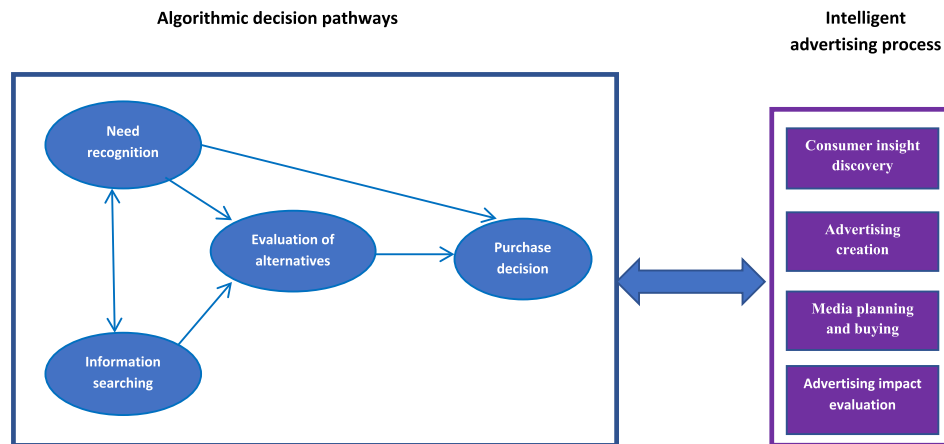 Algorithmic decision pathways
Intelligent
advertising process
Need
recognition
Evaluation of
alternatives
Purchase
decision
Information
searching
Consumer insight
discovery
Advertising
creation
Media planning
and buying
Advertising impact
evaluation